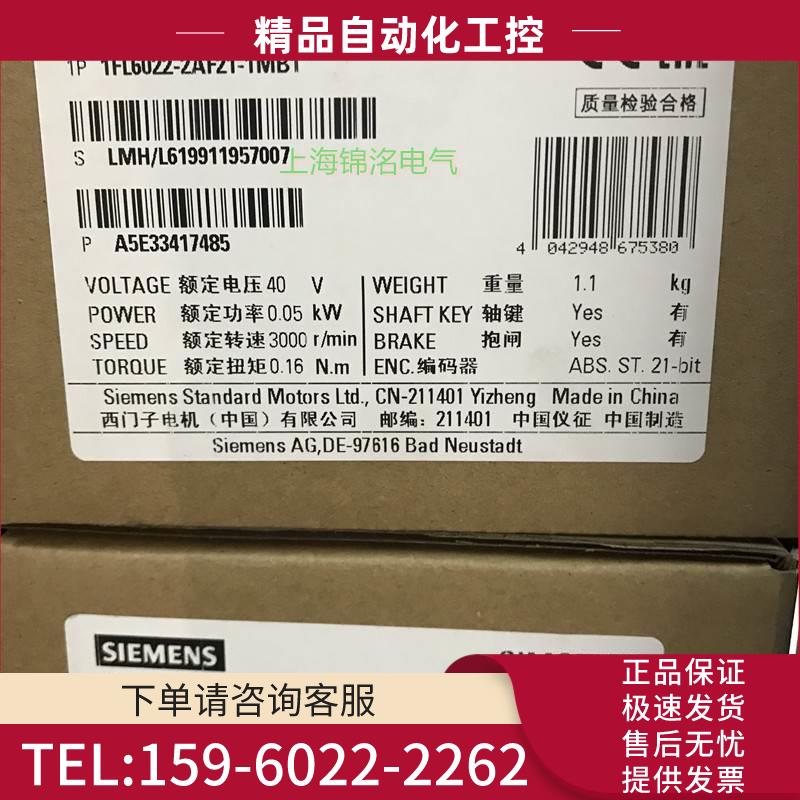 精品自动化工控
1P 1FL6022-2AF21-1MB1
质量检验合格
S LMH/L619911957007
上海锦洺电气
P A5E33417485
4 042948 675380
VOLTAGE 额定电压 40 V
POWER 额定功率 0.05 kW
SPEED 额定转速 3000 r/min
TORQUE 额定扭矩 0.16 N.m
WEIGHT 重量 1.1 kg
SHAFT KEY 轴键 Yes 有
BRAKE 抱闸 Yes 有
ENC.编码器 ABS. ST. 21-bit
Siemens Standard Motors Ltd., CN-211401 Yizheng Made in China
西门子电机（中国）有限公司 邮编：211401 中国仪征 中国制造
Siemens AG,DE-97616 Bad Neustadt
SIEMENS
下单请咨询客服
TEL:159-6022-2262
正品保证
极速发货
售后无忧
提供发票